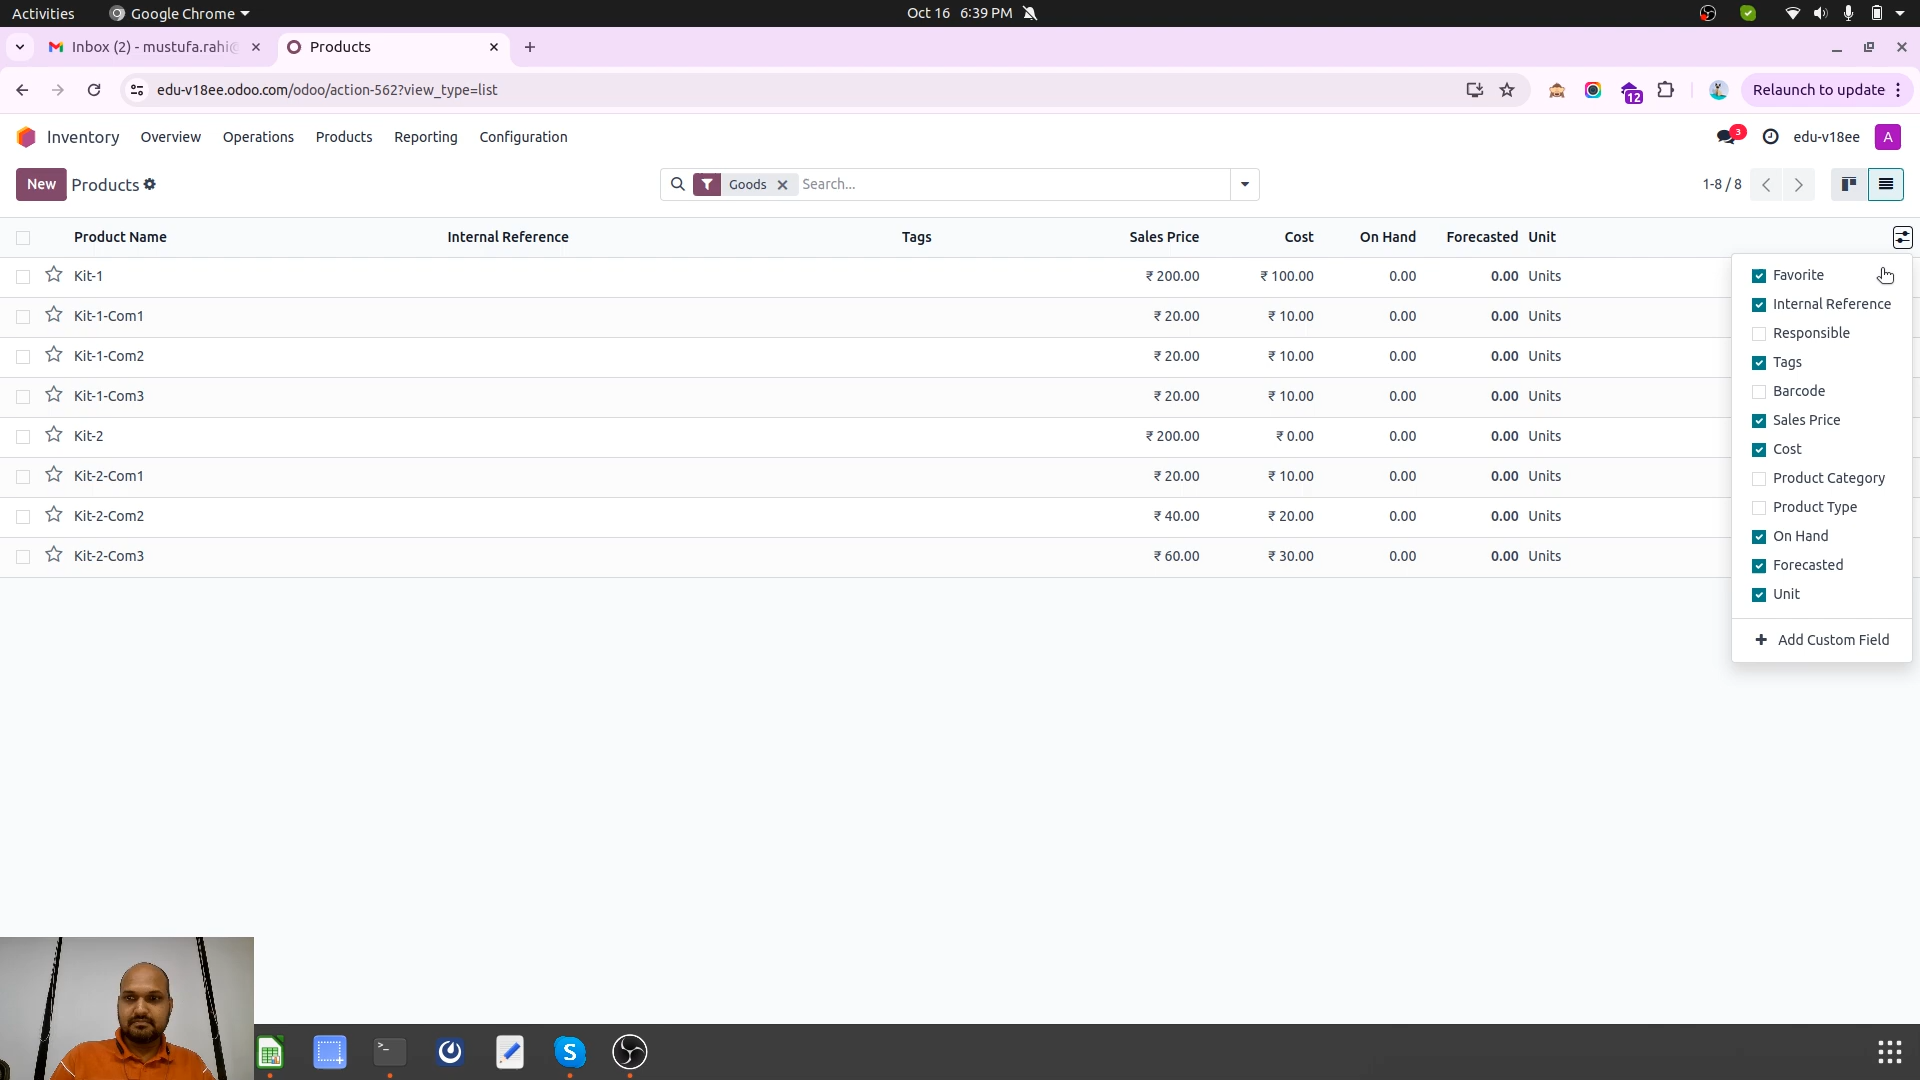 Activities Google Chrome Oct 16 6:39 PM
Inbox (2) - mustufa.rahi@ Products
edu-v18ee.odoo.com/odoo/action-562?view_type=list 12 Relaunch to update
Inventory Overview Operations Products Reporting Configuration 3 edu-v18ee A
New Products Goods Search... 1-8 / 8
Product Name Internal Reference Tags Sales Price Cost On Hand Forecasted Unit
Kit-1 ₹ 200.00 ₹ 100.00 0.00 0.00 Units
Kit-1-Com1 ₹ 20.00 ₹ 10.00 0.00 0.00 Units
Kit-1-Com2 ₹ 20.00 ₹ 10.00 0.00 0.00 Units
Kit-1-Com3 ₹ 20.00 ₹ 10.00 0.00 0.00 Units
Kit-2 ₹ 200.00 ₹ 0.00 0.00 0.00 Units
Kit-2-Com1 ₹ 20.00 ₹ 10.00 0.00 0.00 Units
Kit-2-Com2 ₹ 40.00 ₹ 20.00 0.00 0.00 Units
Kit-2-Com3 ₹ 60.00 ₹ 30.00 0.00 0.00 Units
Favorite
Internal Reference
Responsible
Tags
Barcode
Sales Price
Cost
Product Category
Product Type
On Hand
Forecasted
Unit
+ Add Custom Field